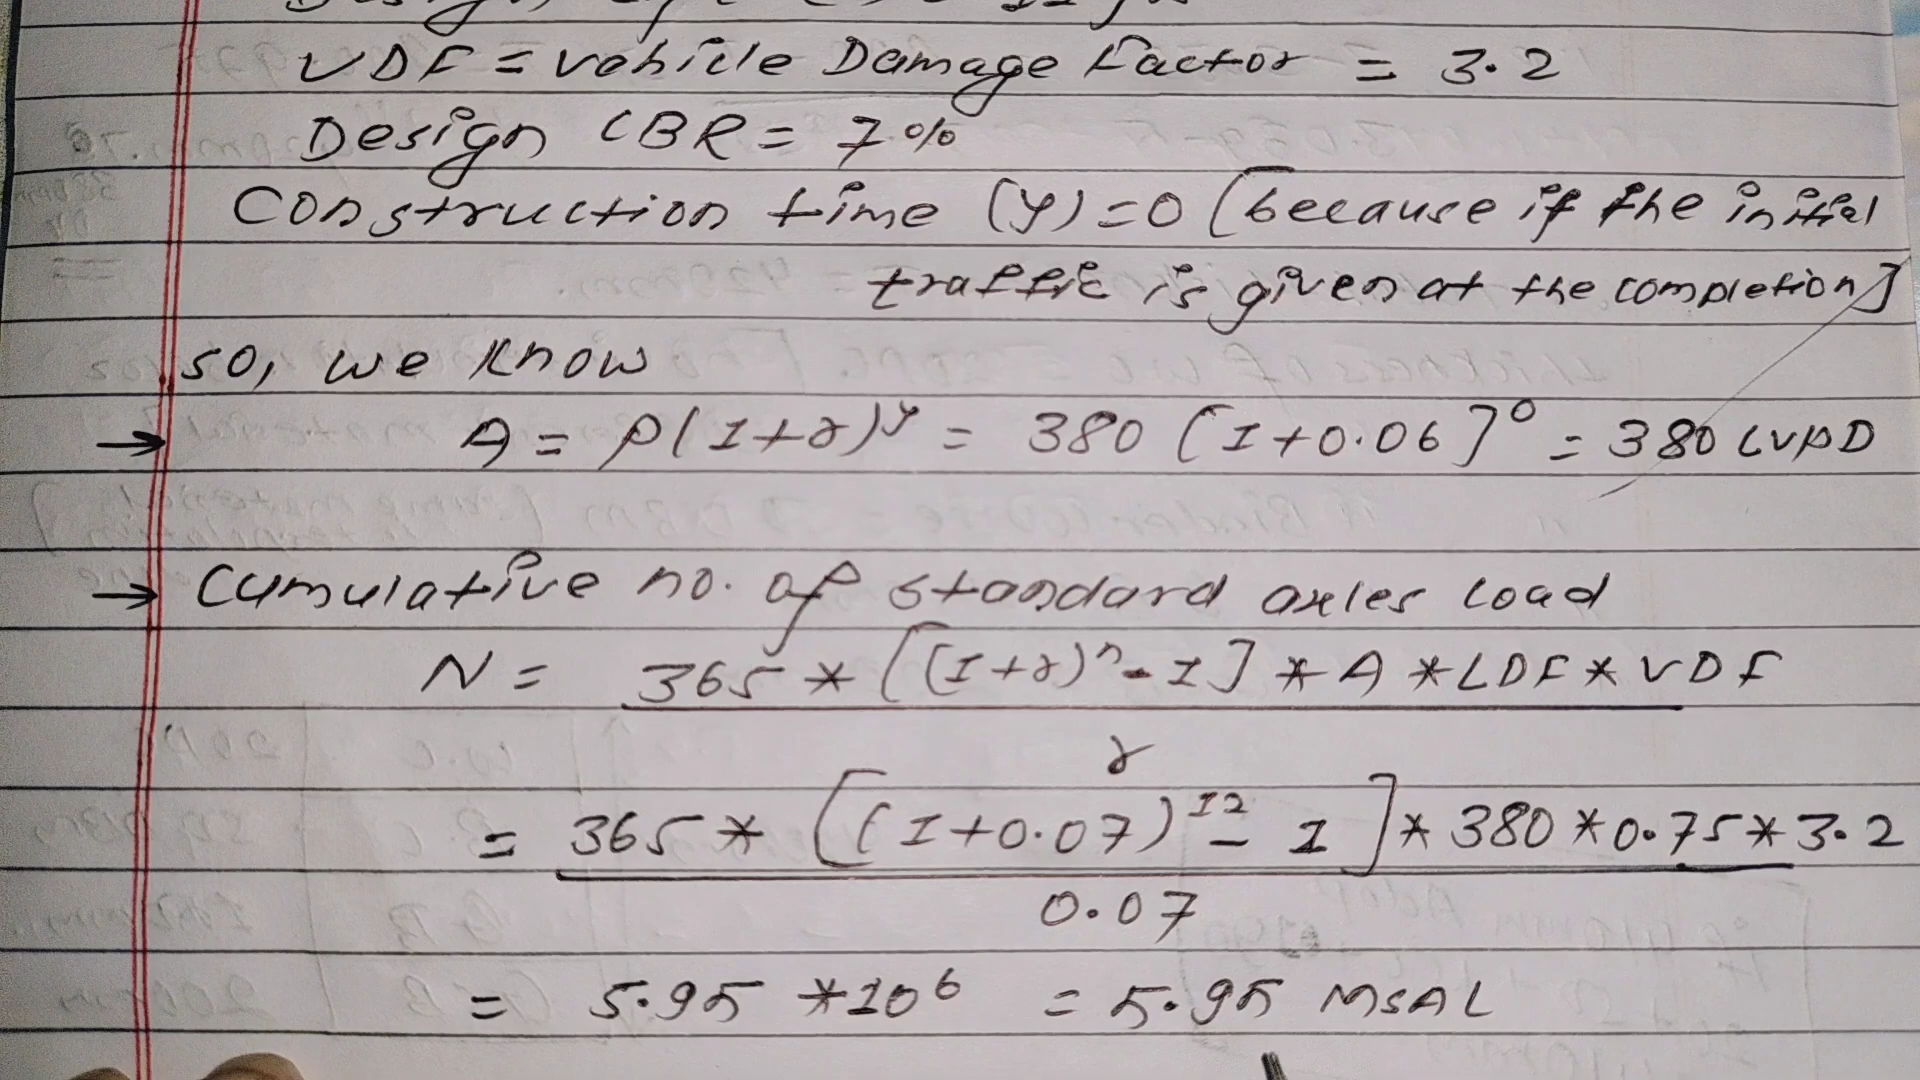 VDF = Vehicle Damage Factor = 3.2
Design CBR = 7%
Construction time (y) = 0 [because if the initial
traffic is given at the completion]
so, we know
→ A = P(1+r)^y = 380 [1+0.06]^0 = 380 CVPD
→ Cumulative no. of standard axles load
N = 365 * [(1+r)^n - 1] * A * LDF * VDF
r
= 365 * [(1+0.07)^12 - 1] * 380 * 0.75 * 3.2
0.07
= 5.95 * 10^6 = 5.95 MSAL